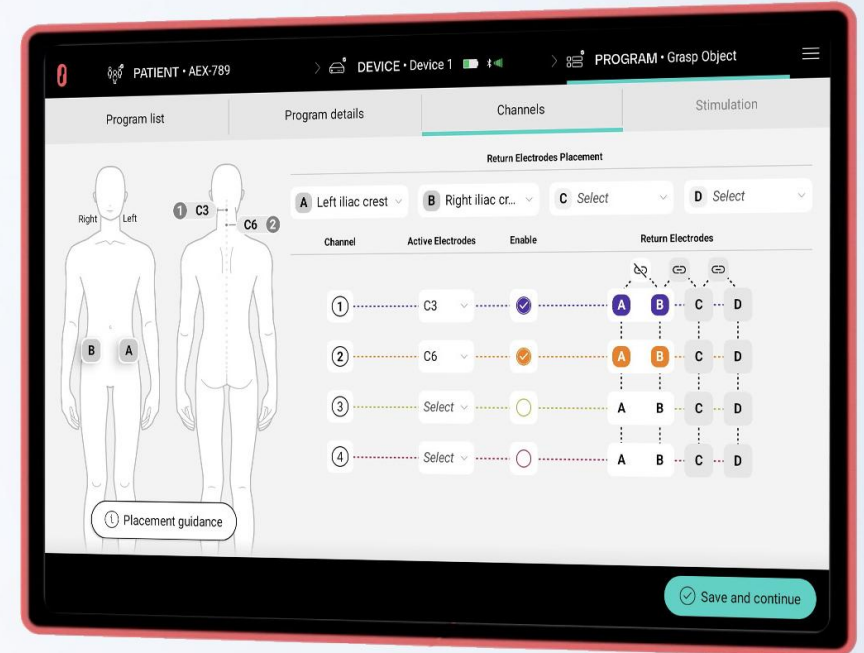 PATIENT • AEX-789 > DEVICE • Device 1 > PROGRAM • Grasp Object
Program list Program details Channels Stimulation
Return Electrodes Placement
A Left iliac crest B Right iliac cr... C Select D Select
Right Left
1 C3
C6 2
Channel Active Electrodes Enable Return Electrodes
1 C3 A B C D
2 C6 A B C D
B A
3 Select A B C D
4 Select A B C D
i Placement guidance
Save and continue